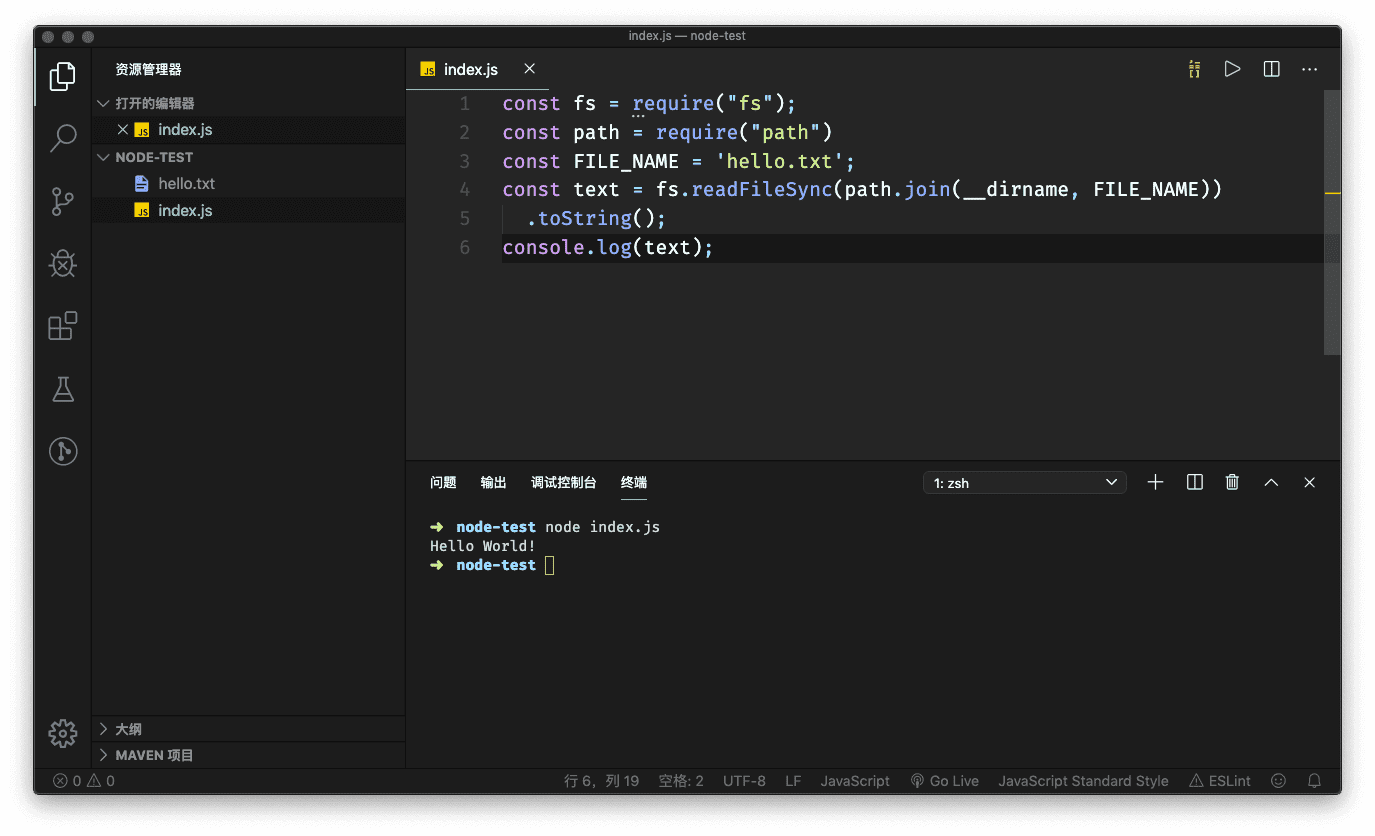 index.js — node-test
资源管理器
打开的编辑器
JS index.js
NODE-TEST
hello.txt
JS index.js
大纲
MAVEN 项目
JS index.js
1 const fs = require("fs");
2 const path = require("path")
3 const FILE_NAME = 'hello.txt';
4 const text = fs.readFileSync(path.join(__dirname, FILE_NAME))
5 .toString();
6 console.log(text);
问题 输出 调试控制台 终端 1: zsh
➜ node-test node index.js
Hello World!
➜ node-test
0 0 行 6，列 19 空格: 2 UTF-8 LF JavaScript Go Live JavaScript Standard Style ESLint